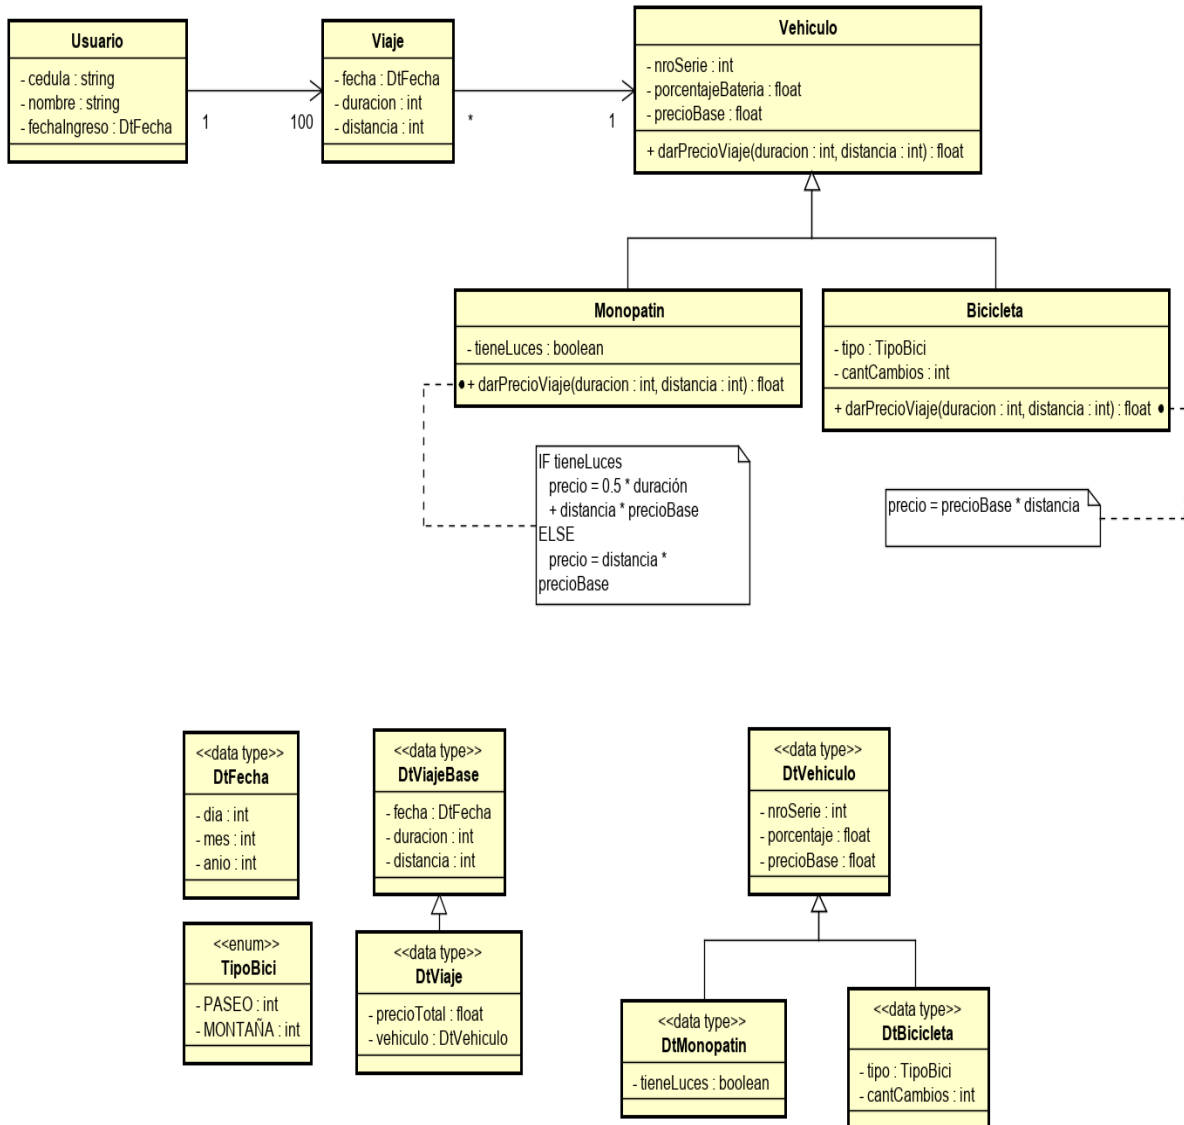 Usuario
- cedula : string
- nombre : string
- fechaIngreso : DtFecha
1
100
Viaje
- fecha : DtFecha
- duracion : int
- distancia : int
*
1
Vehiculo
- nroSerie : int
- porcentajeBateria : float
- precioBase : float
+ darPrecioViaje(duracion : int, distancia : int) : float
Monopatin
- tieneLuces : boolean
+ darPrecioViaje(duracion : int, distancia : int) : float
Bicicleta
- tipo : TipoBici
- cantCambios : int
+ darPrecioViaje(duracion : int, distancia : int) : float
IF tieneLuces
precio = 0.5 * duración
+ distancia * precioBase
ELSE
precio = distancia *
precioBase
precio = precioBase * distancia
<<data type>>
DtFecha
- dia : int
- mes : int
- anio : int
<<data type>>
DtViajeBase
- fecha : DtFecha
- duracion : int
- distancia : int
<<data type>>
DtVehiculo
- nroSerie : int
- porcentaje : float
- precioBase : float
<<enum>>
TipoBici
- PASEO : int
- MONTAÑA : int
<<data type>>
DtViaje
- precioTotal : float
- vehiculo : DtVehiculo
<<data type>>
DtMonopatin
- tieneLuces : boolean
<<data type>>
DtBicicleta
- tipo : TipoBici
- cantCambios : int